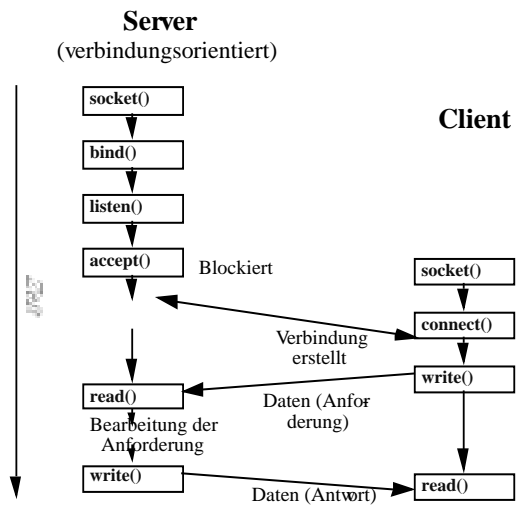 Server
(verbindungsorientiert)
socket()
Client
bind()
listen()
accept()
Blockiert
socket()
connect()
Verbindung
erstellt
write()
read()
Daten (Anfor-
derung)
Bearbeitung der
Anforderung
write()
Daten (Antwort)
read()